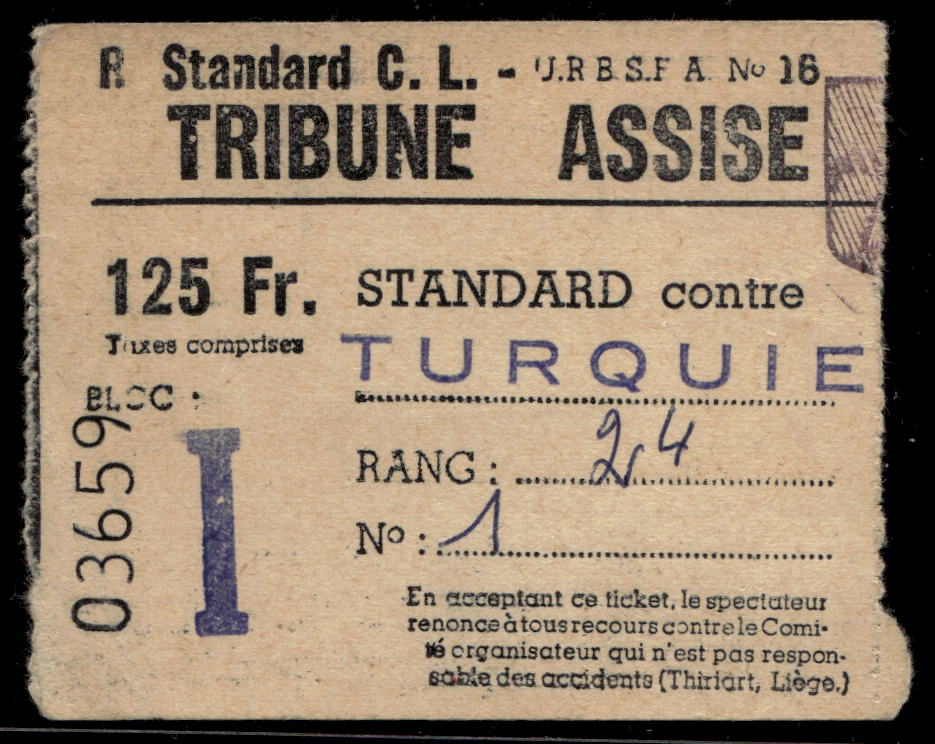 R Standard C. L. - U.R.B.S.F.A. No 16
TRIBUNE ASSISE
125 Fr.
Taxes comprises
STANDARD contre
TURQUIE
BLOC :
I
03659
RANG : 24
No : 1
En acceptant ce ticket, le spectateur
renonce à tous recours contre le Comi-
té organisateur qui n'est pas respon-
sable des accidents (Thiriart, Liège.)